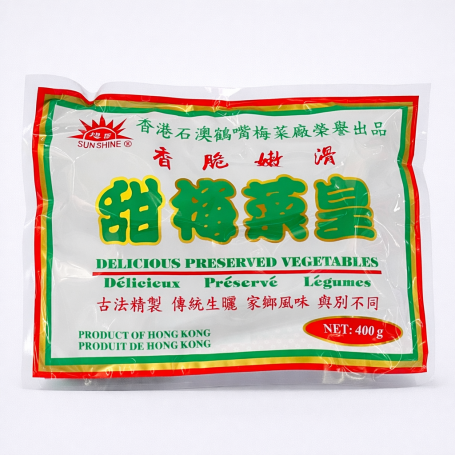 香港石澳鶴嘴梅菜廠榮譽出品
SUN SHINE ®
香脆嫩滑
甜梅菜皇
DELICIOUS PRESERVED VEGETABLES
Délicieux Préservé Légumes
古法精製 傳統生曬 家鄉風味 與別不同
PRODUCT OF HONG KONG
PRODUIT DE HONG KONG
NET: 400 g